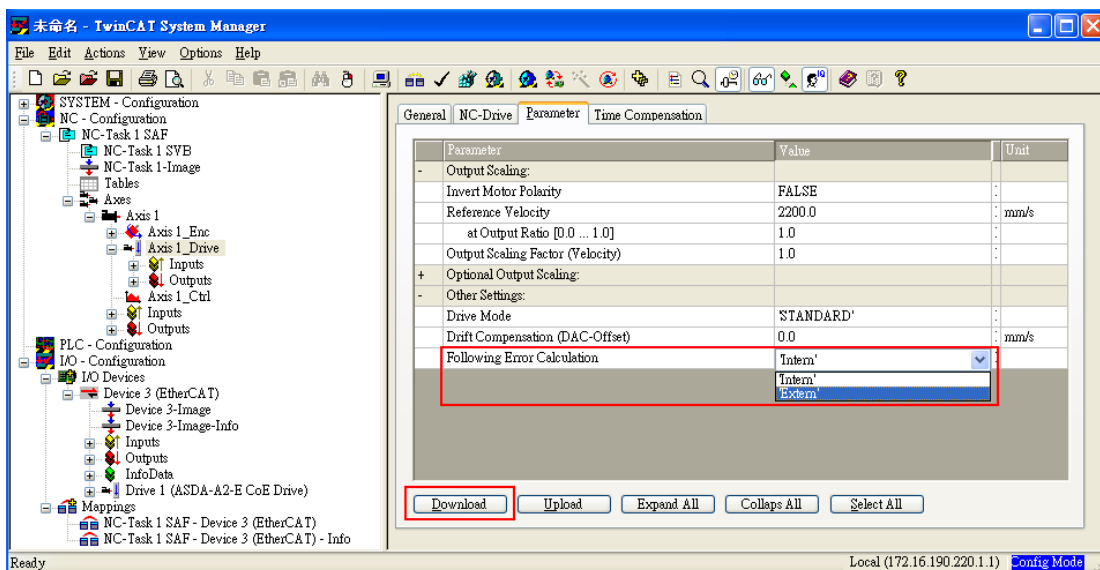 未命名 - TwinCAT System Manager
File Edit Actions View Options Help
SYSTEM - Configuration
NC - Configuration
NC-Task 1 SAF
NC-Task 1 SVB
NC-Task 1-Image
Tables
Axes
Axis 1
Axis 1_Enc
Axis 1_Drive
Inputs
Outputs
Axis 1_Ctrl
Inputs
Outputs
PLC - Configuration
I/O - Configuration
I/O Devices
Device 3 (EtherCAT)
Device 3-Image
Device 3-Image-Info
Inputs
Outputs
InfoData
Drive 1 (ASDA-A2-E CoE Drive)
Mappings
NC-Task 1 SAF - Device 3 (EtherCAT)
NC-Task 1 SAF - Device 3 (EtherCAT) - Info
General NC-Drive Parameter Time Compensation
Parameter Value Unit
- Output Scaling:
Invert Motor Polarity FALSE
Reference Velocity 2200.0 mm/s
at Output Ratio [0.0 ... 1.0] 1.0
Output Scaling Factor (Velocity) 1.0
+ Optional Output Scaling:
- Other Settings:
Drive Mode 'STANDARD'
Drift Compensation (DAC-Offset) 0.0 mm/s
Following Error Calculation 'Intern'
'Intern'
'Extern'
Download Upload Expand All Collaps All Select All
Ready Local (172.16.190.220.1.1) Config Mode